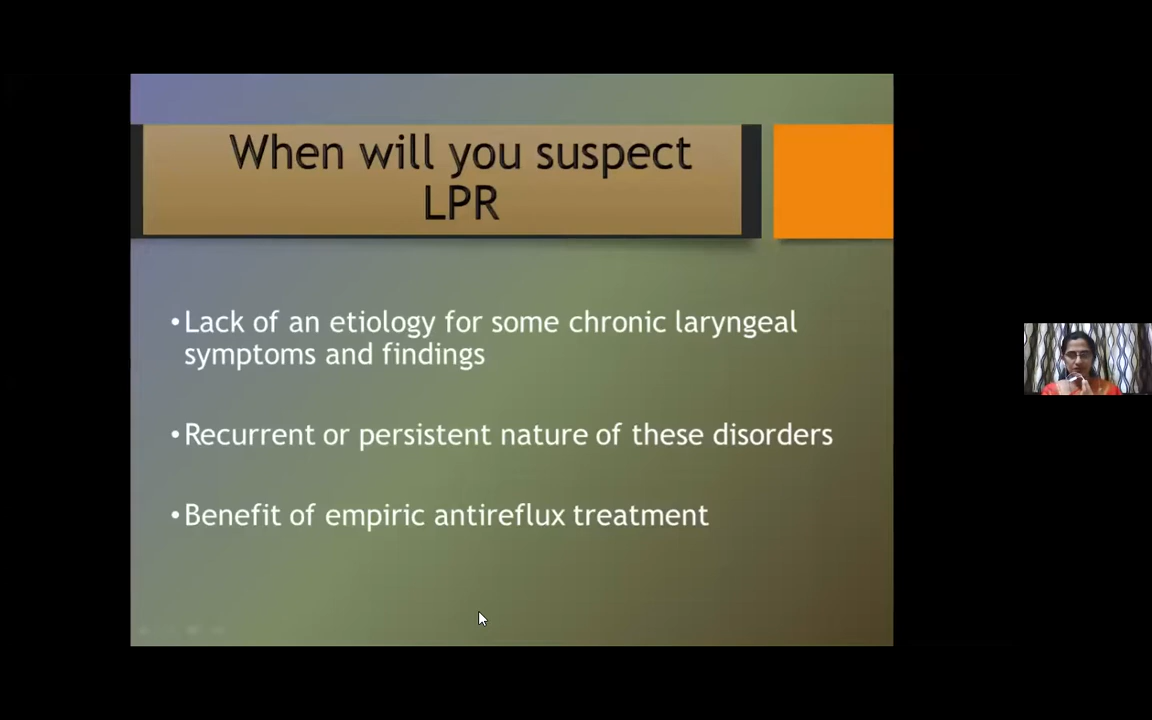 When will you suspect
LPR
•Lack of an etiology for some chronic laryngeal
symptoms and findings
•Recurrent or persistent nature of these disorders
•Benefit of empiric antireflux treatment